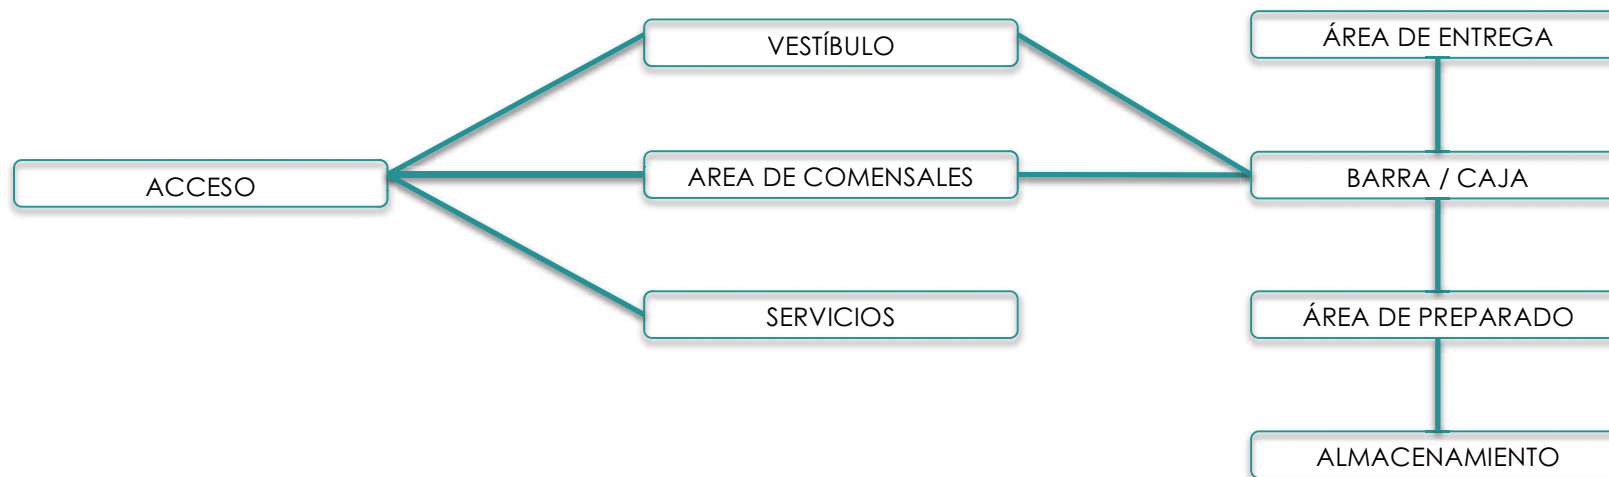 ACCESO
VESTÍBULO
AREA DE COMENSALES
SERVICIOS
ÁREA DE ENTREGA
BARRA / CAJA
ÁREA DE PREPARADO
ALMACENAMIENTO